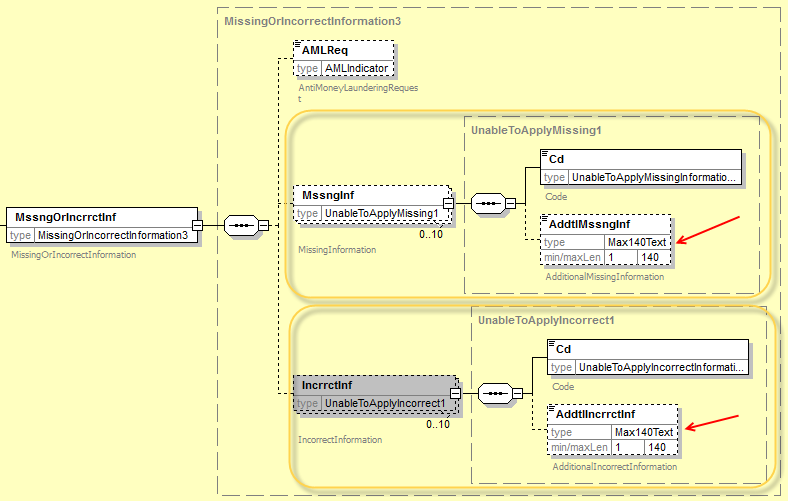 MissingOrIncorrectInformation3
AMLReq
type AMLIndicator
AntiMoneyLaunderingReques
t
UnableToApplyMissing1
Cd
type UnableToApplyMissingInformatio...
Code
MssngInf
type UnableToApplyMissing1
0..10
MissingInformation
AddtlMssngInf
type Max140Text
min/maxLen 1 140
AdditionalMissingInformation
MssngOrIncrrctInf
type MissingOrIncorrectInformation3
MissingOrIncorrectInformation
UnableToApplyIncorrect1
Cd
type UnableToApplyIncorrectInformati...
Code
IncrrctInf
type UnableToApplyIncorrect1
0..10
IncorrectInformation
AddtlIncrrctInf
type Max140Text
min/maxLen 1 140
AdditionalIncorrectInformation